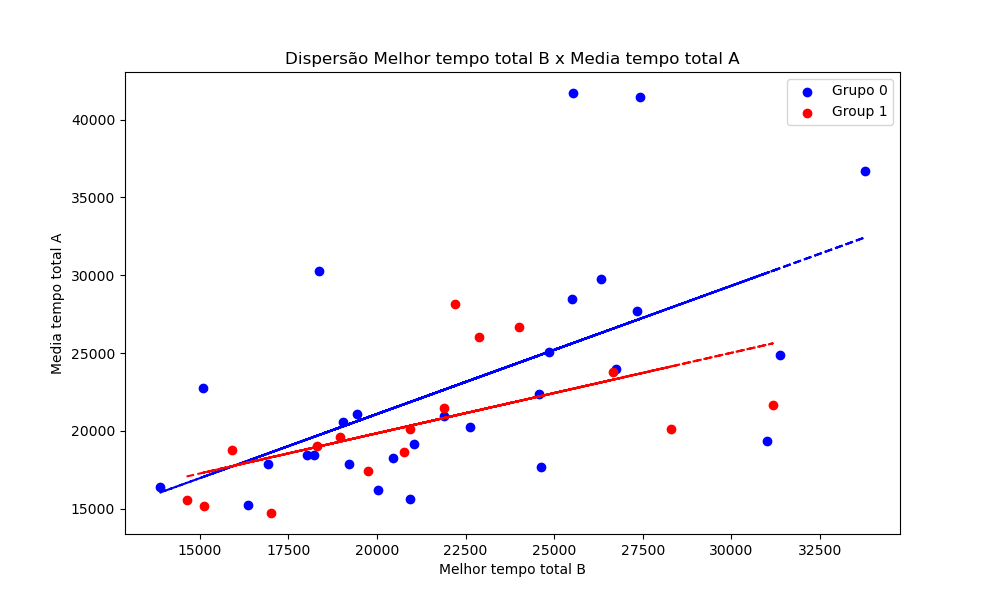 Dispersão Melhor tempo total B x Media tempo total A
Grupo 0
Group 1
Media tempo total A
40000
35000
30000
25000
20000
15000
15000 17500 20000 22500 25000 27500 30000 32500
Melhor tempo total B